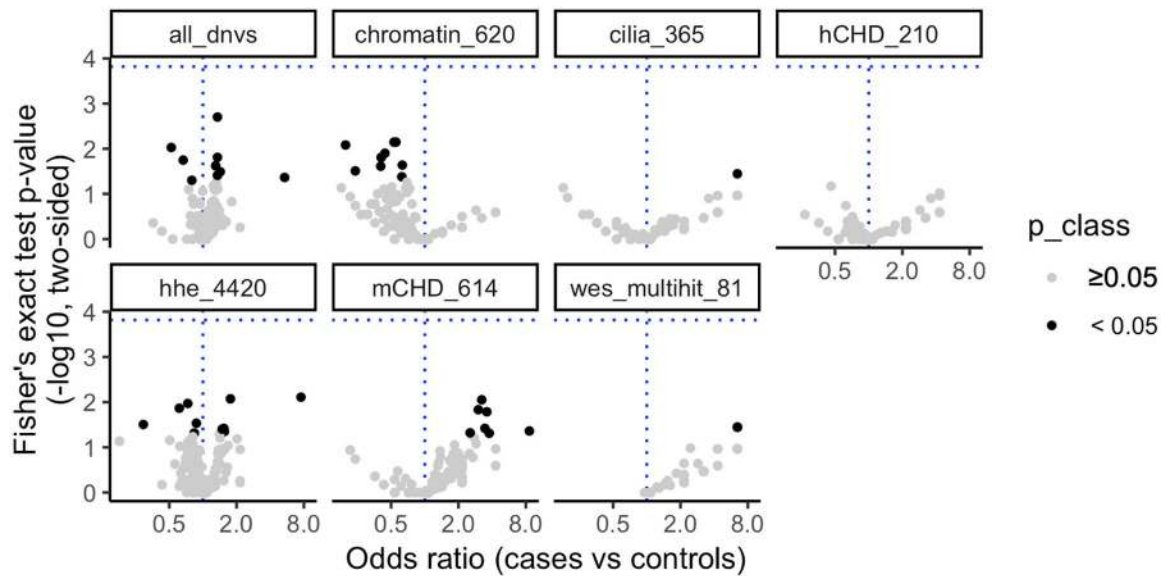 all_dnvs chromatin_620 cilia_365 hCHD_210
4
3
2
1
0
0.5 2.0 8.0
hhe_4420 mCHD_614 wes_multihit_81
4
3
2
1
0
0.5 2.0 8.0 0.5 2.0 8.0 0.5 2.0 8.0
Odds ratio (cases vs controls)
Fisher's exact test p-value
(-log10, two-sided)
p_class
≥0.05
< 0.05